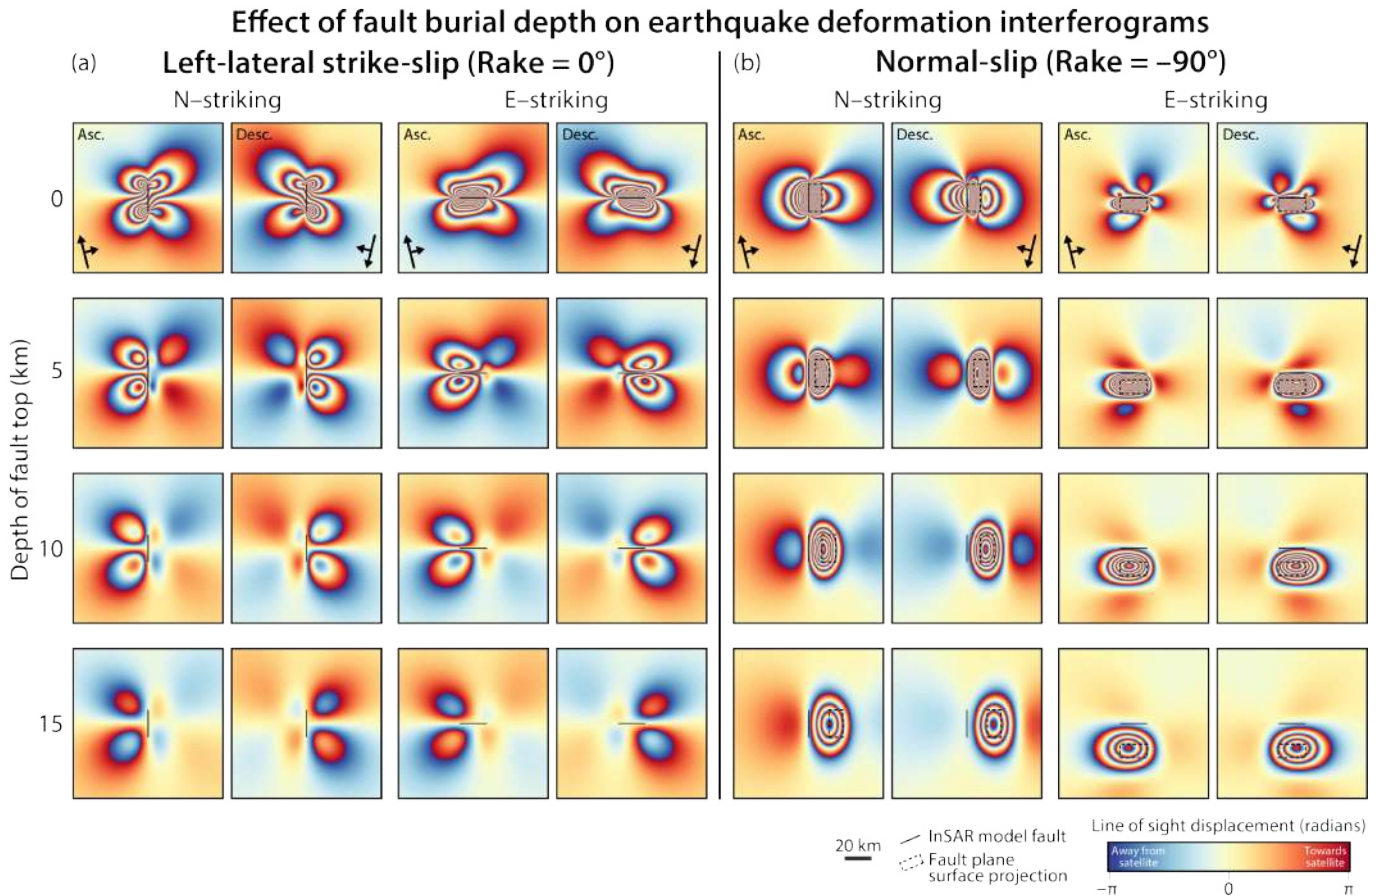 Effect of fault burial depth on earthquake deformation interferograms
(a) Left-lateral strike-slip (Rake = 0°)
(b) Normal-slip (Rake = –90°)
N–striking E–striking
N–striking E–striking
Asc. Desc. Asc. Desc.
Asc. Desc. Asc. Desc.
Depth of fault top (km)
0
5
10
15
20 km
InSAR model fault
Fault plane
surface projection
Line of sight displacement (radians)
Away from
satellite
Towards
satellite
–π 0 π